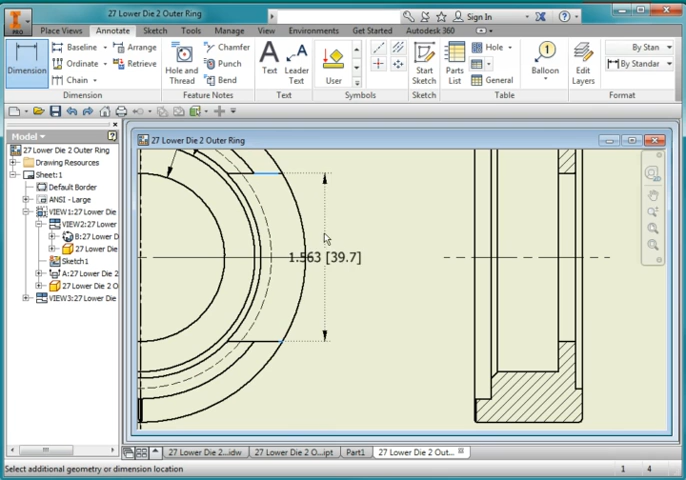 27 Lower Die 2 Outer Ring
Sign In
PRO
Place Views
Annotate
Sketch
Tools
Manage
View
Environments
Get Started
Autodesk 360
Dimension
Baseline
Ordinate
Chain
Arrange
Retrieve
Dimension
Hole and
Thread
Chamfer
Punch
Bend
Feature Notes
Text
Leader
Text
Text
User
Symbols
Start
Sketch
Sketch
Parts
List
Hole
General
Table
Balloon
Edit
Layers
By Stan
By Standar
Format
Model
27 Lower Die 2 Outer Ring
Drawing Resources
Sheet:1
Default Border
ANSI - Large
VIEW1:27 Lower Die
VIEW2:27 Lower
B:27 Lower D
27 Lower Die
Sketch1
A:27 Lower Die 2
27 Lower Die 2 O
VIEW3:27 Lower Die
27 Lower Die 2 Outer Ring
1.563 [39.7]
27 Lower Die 2...idw
27 Lower Die 2 O...ipt
Part1
27 Lower Die 2 Out...
Select additional geometry or dimension location
1
4